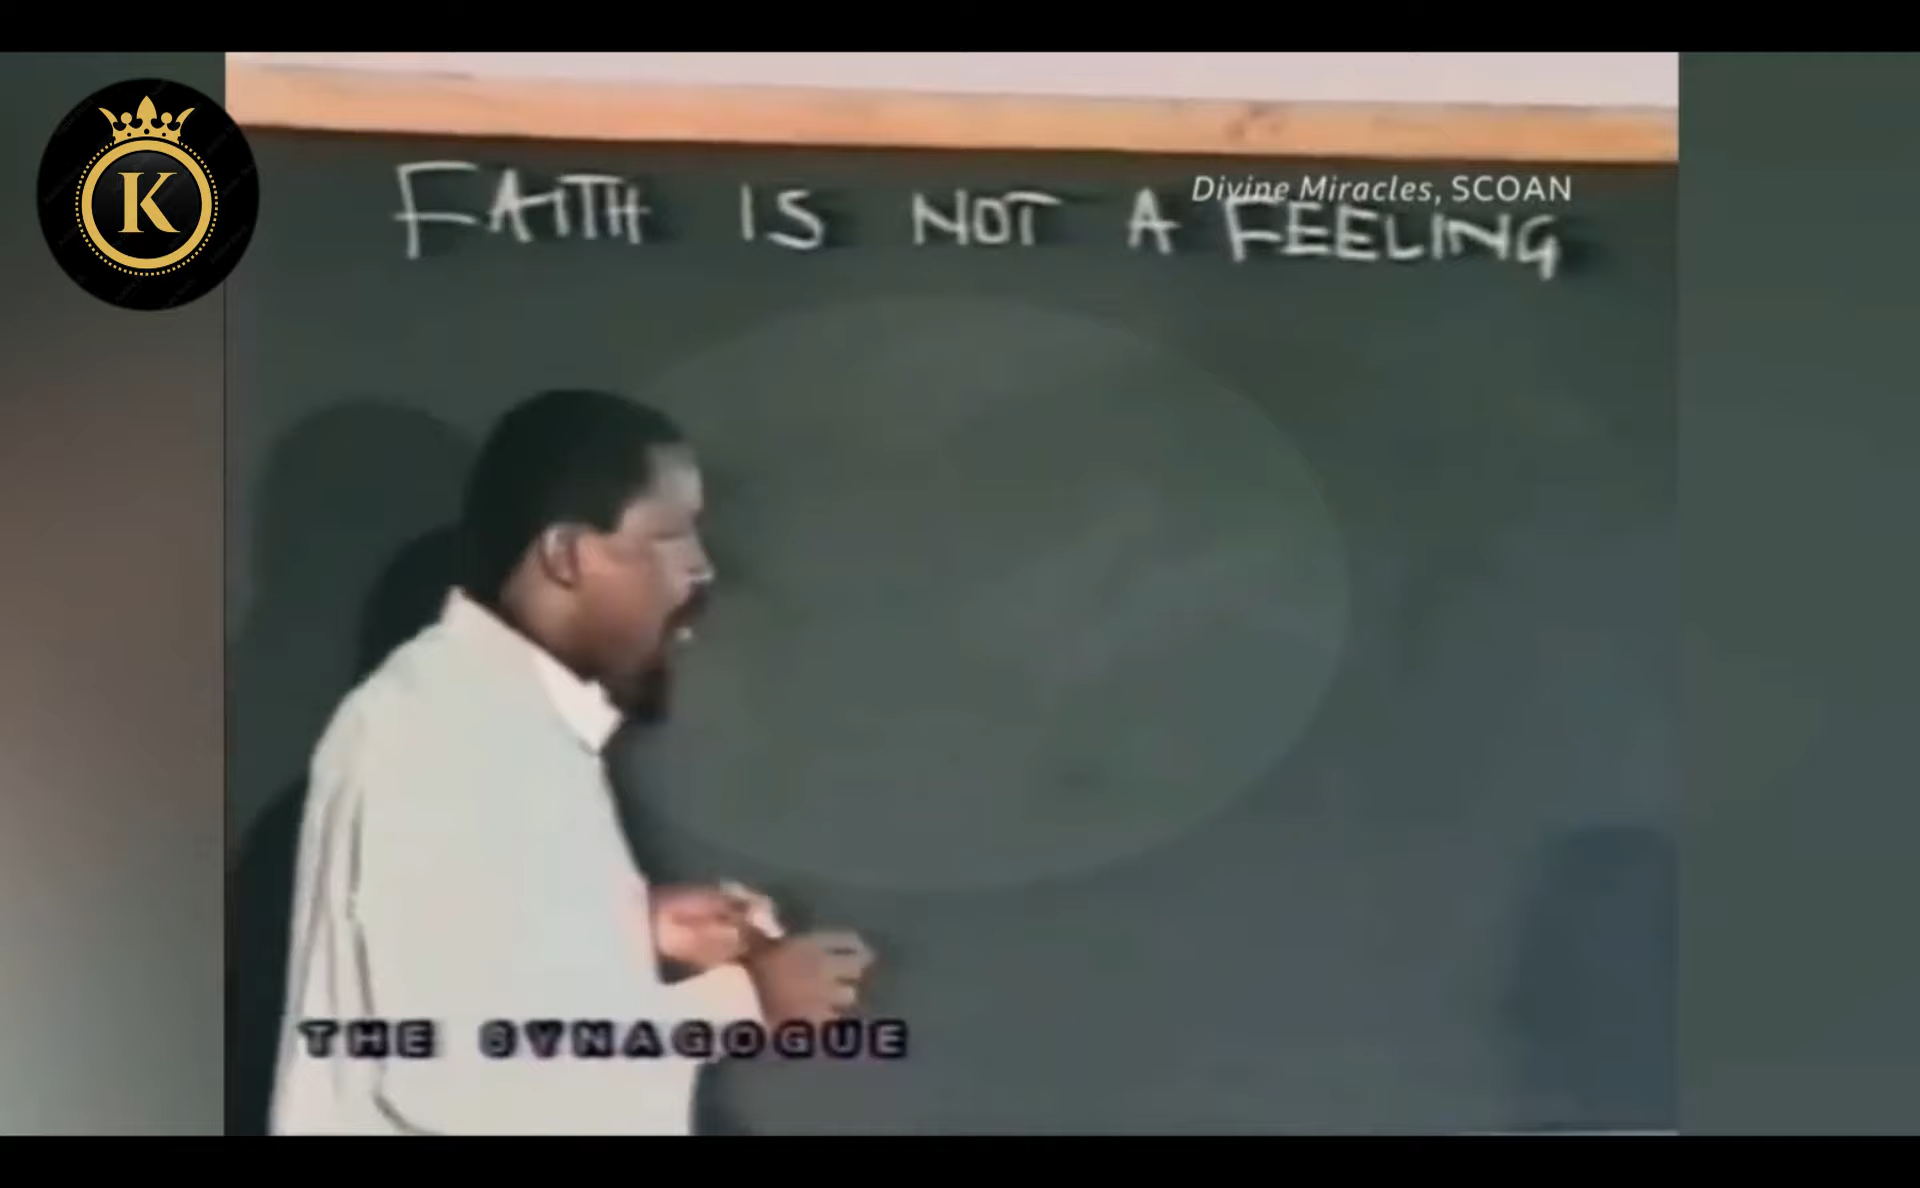 K
Divine Miracles, SCOAN
FAITH IS NOT A FEELING
THE SYNAGOGUE